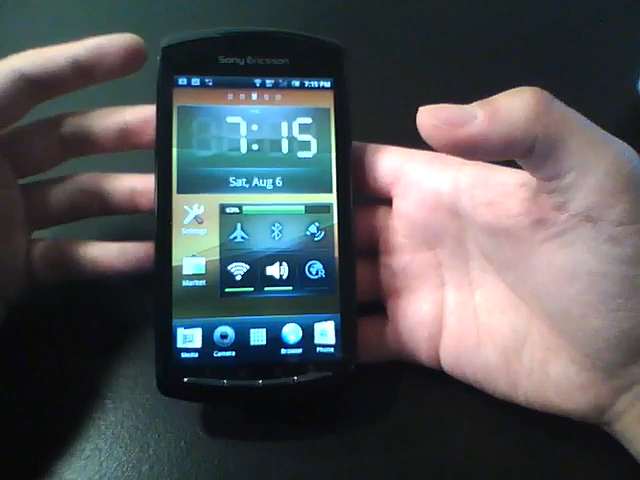 Sony Ericsson
7:15 PM
7:15
Sat, Aug 6
Settings
Market
Media
Camera
Browser
Phone